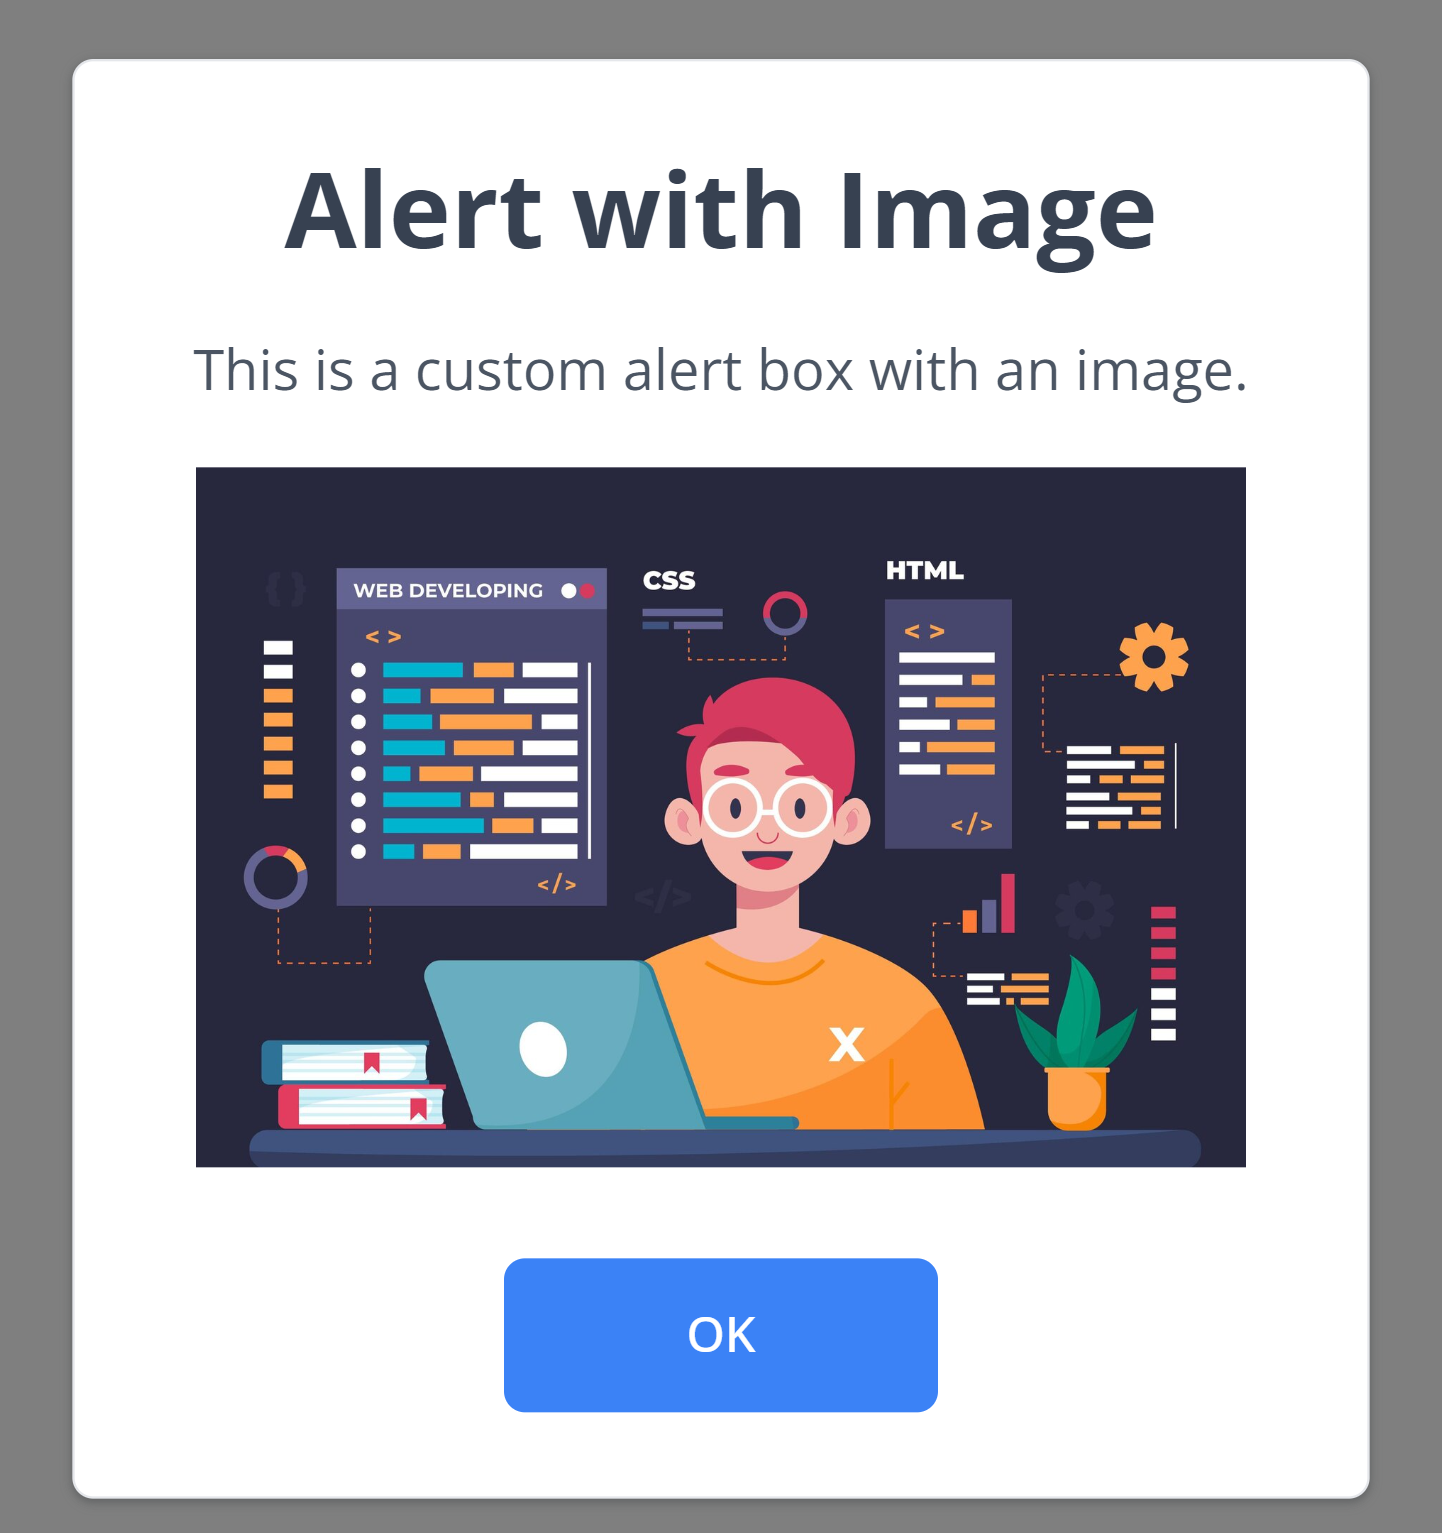 Alert with Image
This is a custom alert box with an image.
{ }
WEB DEVELOPING
< >
</>
CSS
HTML
< >
</>
</>
X
OK